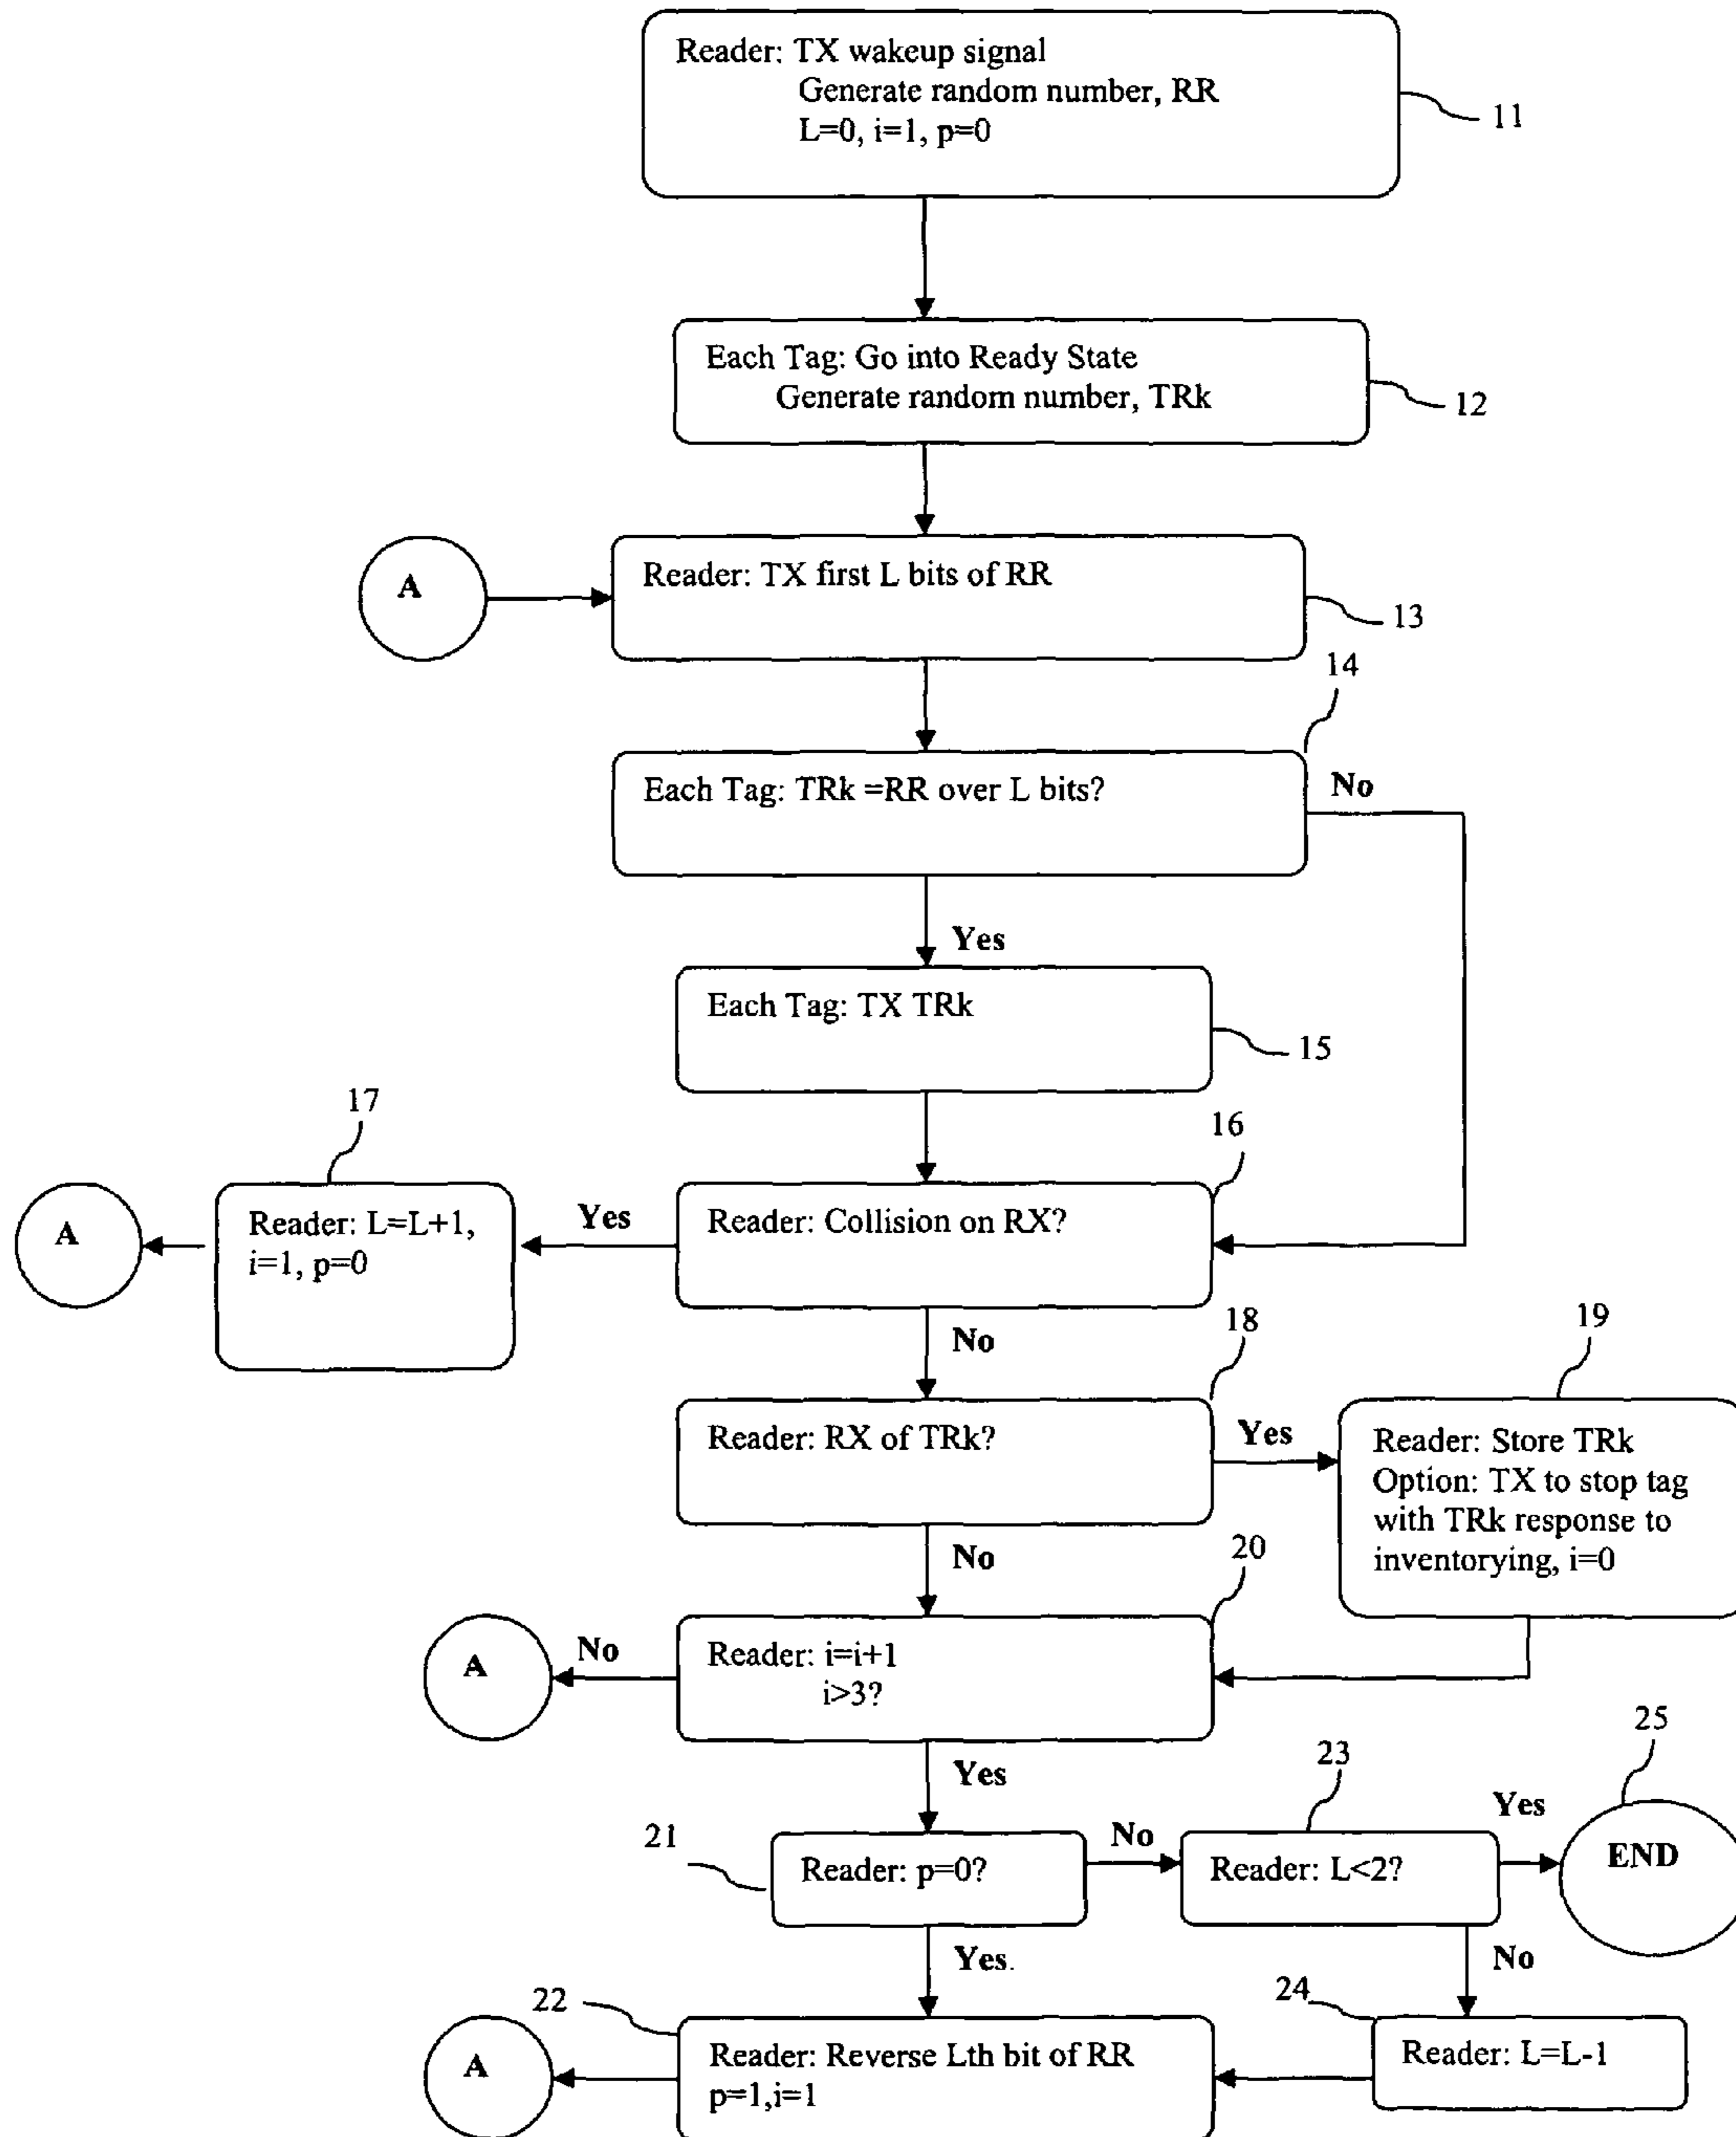 Reader: TX wakeup signal
Generate random number, RR
L=0, i=1, p=0
11
Each Tag: Go into Ready State
Generate random number, TRk
12
A
Reader: TX first L bits of RR
13
14
Each Tag: TRk =RR over L bits?
No
Yes
Each Tag: TX TRk
15
17
16
A
Reader: L=L+1,
i=1, p=0
Yes
Reader: Collision on RX?
No
18
19
Reader: RX of TRk?
Yes
Reader: Store TRk
Option: TX to stop tag
with TRk response to
inventorying, i=0
No
20
A
No
Reader: i=i+1
i>3?
Yes
23
25
21
Reader: p=0?
No
Reader: L<2?
Yes
END
Yes.
No
22
24
A
Reader: Reverse Lth bit of RR
p=1,i=1
Reader: L=L-1